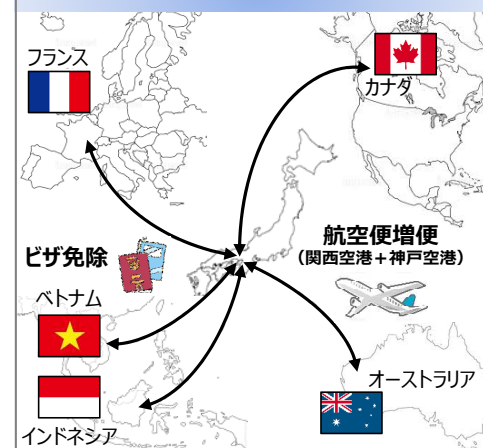 フランス
カナダ
航空便増便
（関西空港＋神戸空港）
ビザ免除
ベトナム
オーストラリア
インドネシア